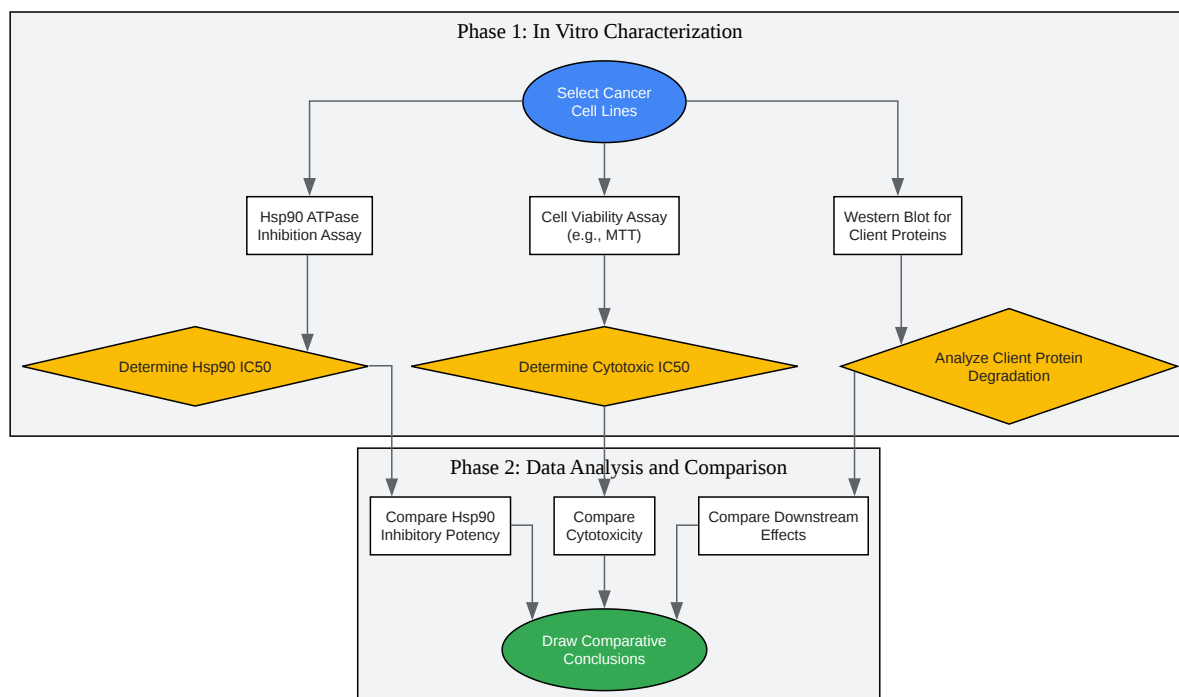 Phase 1: In Vitro Characterization
Select Cancer
Cell Lines
Hsp90 ATPase
Inhibition Assay
Cell Viability Assay
(e.g., MTT)
Western Blot for
Client Proteins
Determine Hsp90 IC50
Determine Cytotoxic IC50
Analyze Client Protein
Degradation
Phase 2: Data Analysis and Comparison
Compare Hsp90
Inhibitory Potency
Compare
Cytotoxicity
Compare Downstream
Effects
Draw Comparative
Conclusions